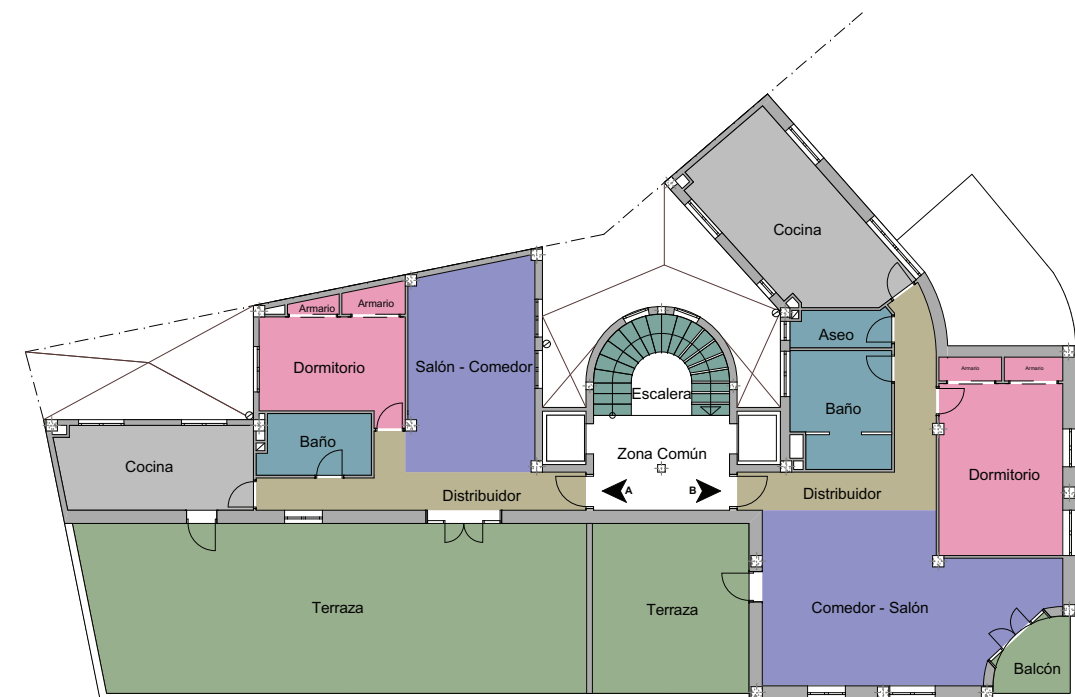 Cocina
Armario
Armario
Aseo
Dormitorio
Salón - Comedor
Escalera
Armario
Armario
Baño
Baño
Zona Común
Cocina
Dormitorio
Distribuidor
A
B
Distribuidor
Terraza
Terraza
Comedor - Salón
Balcón